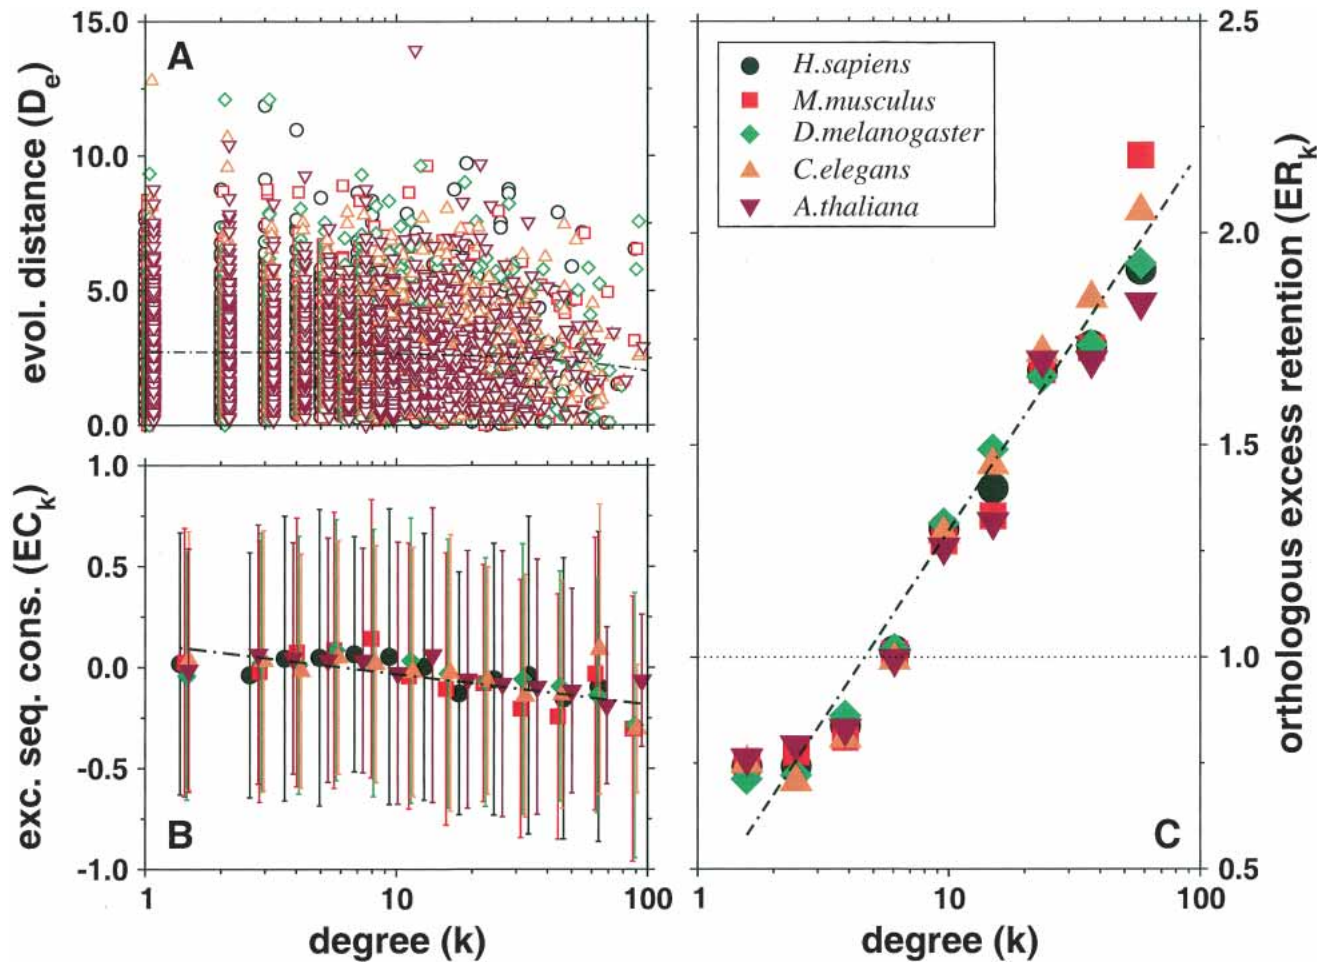 A
15.0
10.0
5.0
0.0
evol. distance (De)
B
1.0
0.5
0.0
-0.5
-1.0
exc. seq. cons. (ECk)
1 10 100
degree (k)
H.sapiens
M.musculus
D.melanogaster
C.elegans
A.thaliana
C
2.5
2.0
1.5
1.0
0.5
orthologous excess retention (ERk)
1 10 100
degree (k)